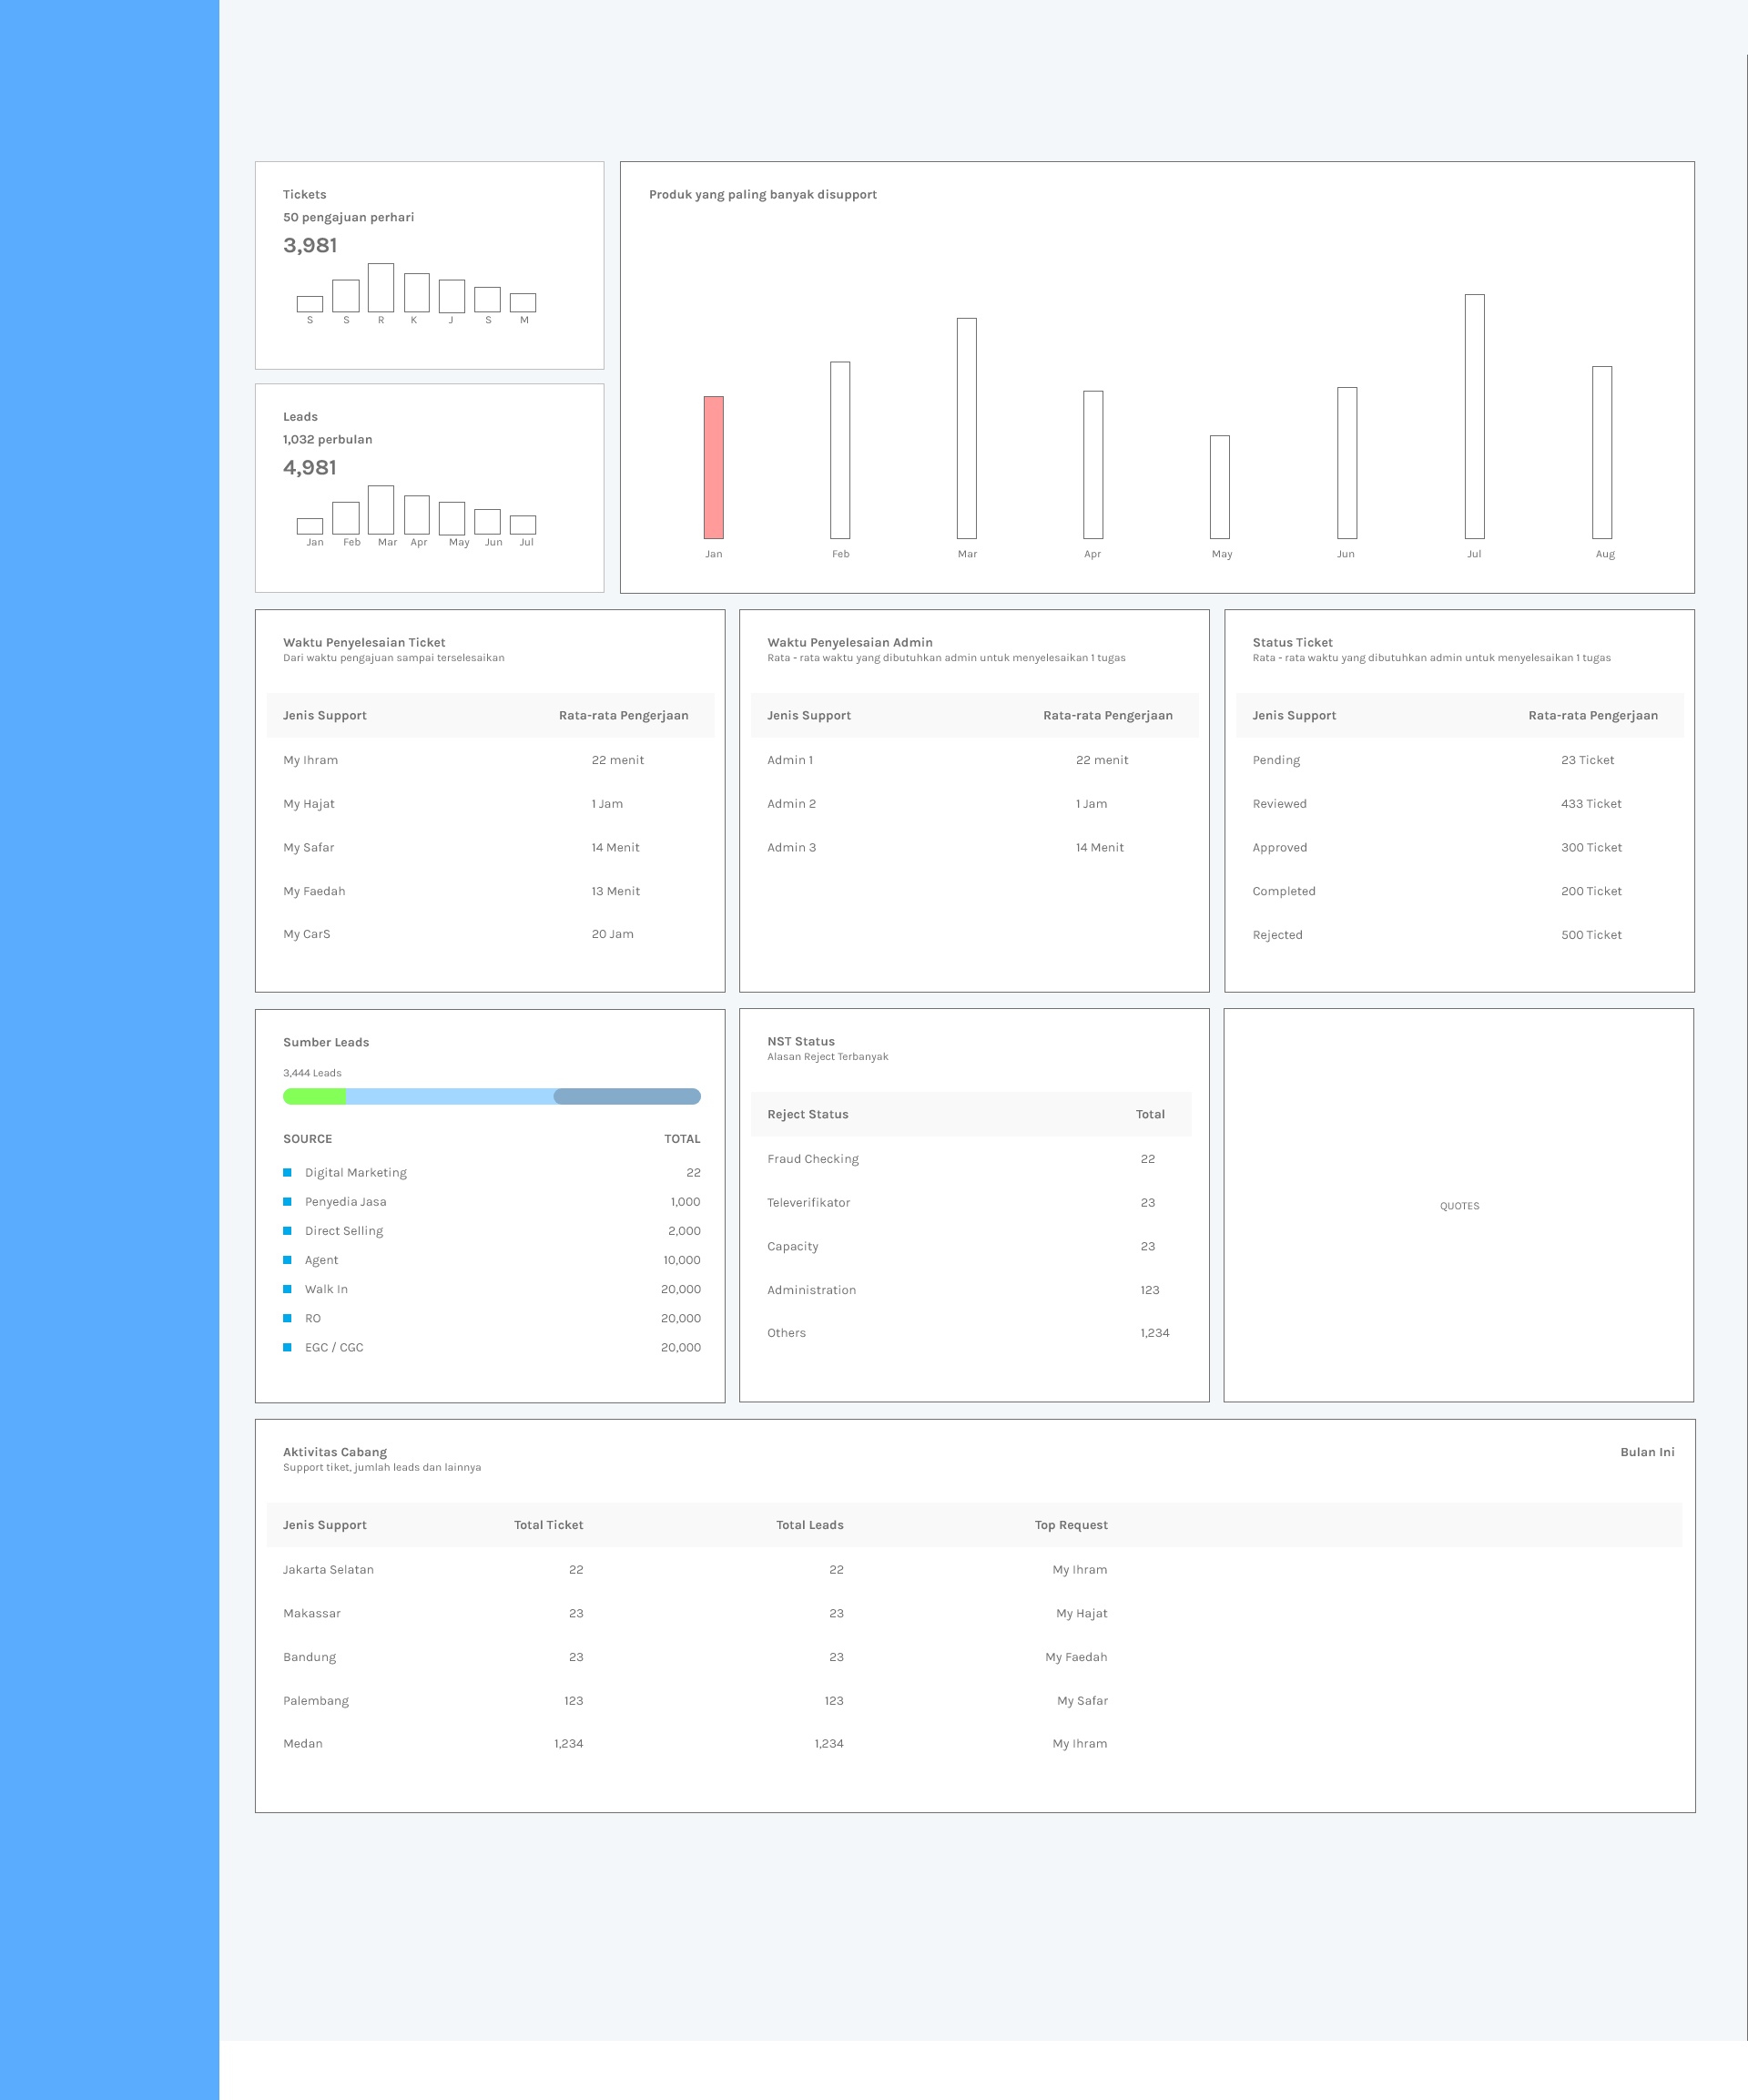 Tickets
50 pengajuan perhari
3,981
S S R K J S M
Leads
1,032 perbulan
4,981
Jan Feb Mar Apr May Jun Jul
Produk yang paling banyak disupport
Jan Feb Mar Apr May Jun Jul Aug
Waktu Penyelesaian Ticket
Dari waktu pengajuan sampai terselesaikan
Jenis Support Rata-rata Pengerjaan
My Ihram 22 menit
My Hajat 1 Jam
My Safar 14 Menit
My Faedah 13 Menit
My CarS 20 Jam
Waktu Penyelesaian Admin
Rata - rata waktu yang dibutuhkan admin untuk menyelesaikan 1 tugas
Jenis Support Rata-rata Pengerjaan
Admin 1 22 menit
Admin 2 1 Jam
Admin 3 14 Menit
Status Ticket
Rata - rata waktu yang dibutuhkan admin untuk menyelesaikan 1 tugas
Jenis Support Rata-rata Pengerjaan
Pending 23 Ticket
Reviewed 433 Ticket
Approved 300 Ticket
Completed 200 Ticket
Rejected 500 Ticket
Sumber Leads
3,444 Leads
SOURCE TOTAL
Digital Marketing 22
Penyedia Jasa 1,000
Direct Selling 2,000
Agent 10,000
Walk In 20,000
RO 20,000
EGC / CGC 20,000
NST Status
Alasan Reject Terbanyak
Reject Status Total
Fraud Checking 22
Televerifikator 23
Capacity 23
Administration 123
Others 1,234
QUOTES
Aktivitas Cabang Bulan Ini
Support tiket, jumlah leads dan lainnya
Jenis Support Total Ticket Total Leads Top Request
Jakarta Selatan 22 22 My Ihram
Makassar 23 23 My Hajat
Bandung 23 23 My Faedah
Palembang 123 123 My Safar
Medan 1,234 1,234 My Ihram